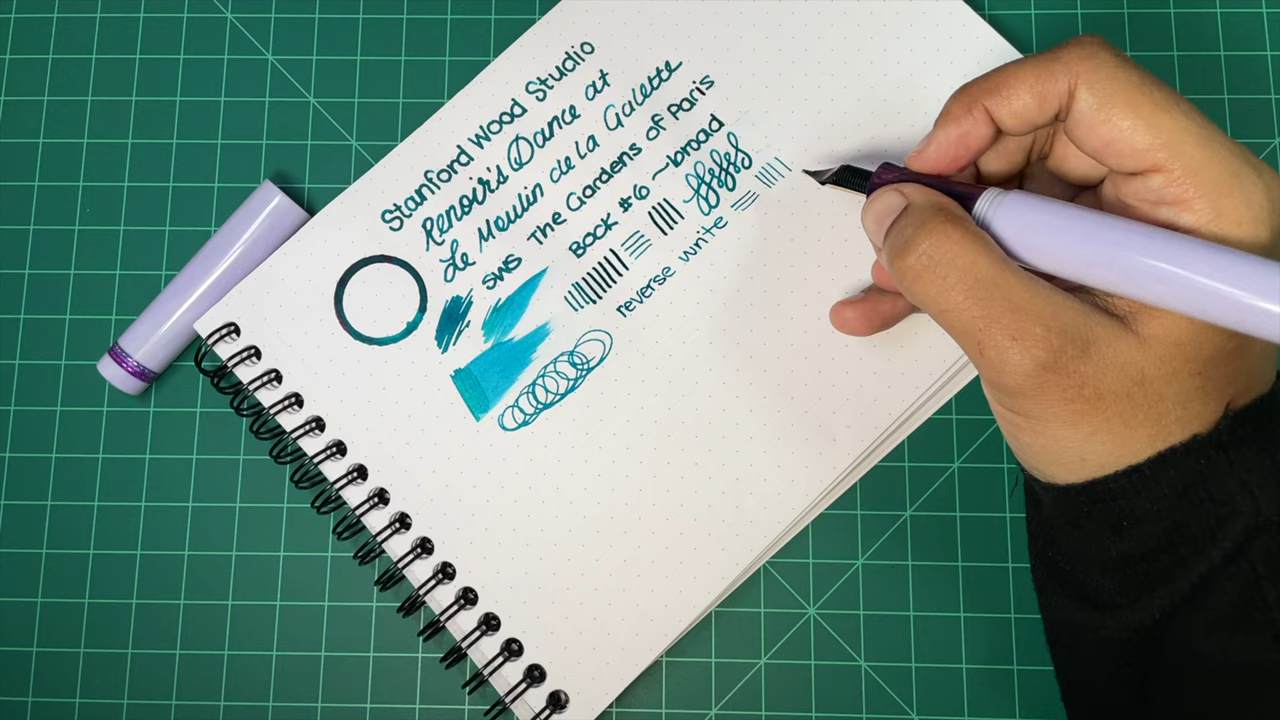 Stanford Wood Studio
Renoir's Dance at
Le Moulin de La Galette
SWS The Gardens of Paris
BOCK #6 ~broad
reverse write